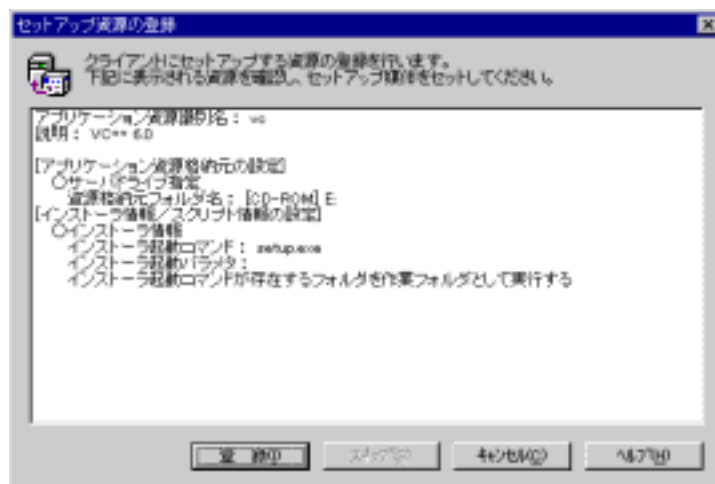 セットアップ資源の登録
クライアントにセットアップする資源の登録を行います。
下記に表示される資源を確認し、セットアップ媒体をセットしてください。
アプリケーション資源識別名： vc
説明： VC++ 6.0
[アプリケーション資源格納元の設定]
○サーバドライブ指定
資源格納元フォルダ名： [CD-ROM] E:
[インストーラ情報／スクリプト情報の設定]
○インストーラ情報
インストーラ起動コマンド： setup.exe
インストーラ起動パラメタ：
インストーラ起動コマンドが存在するフォルダを作業フォルダとして実行する
登 録(I) スキップ(S) キャンセル(C) ヘルプ(H)